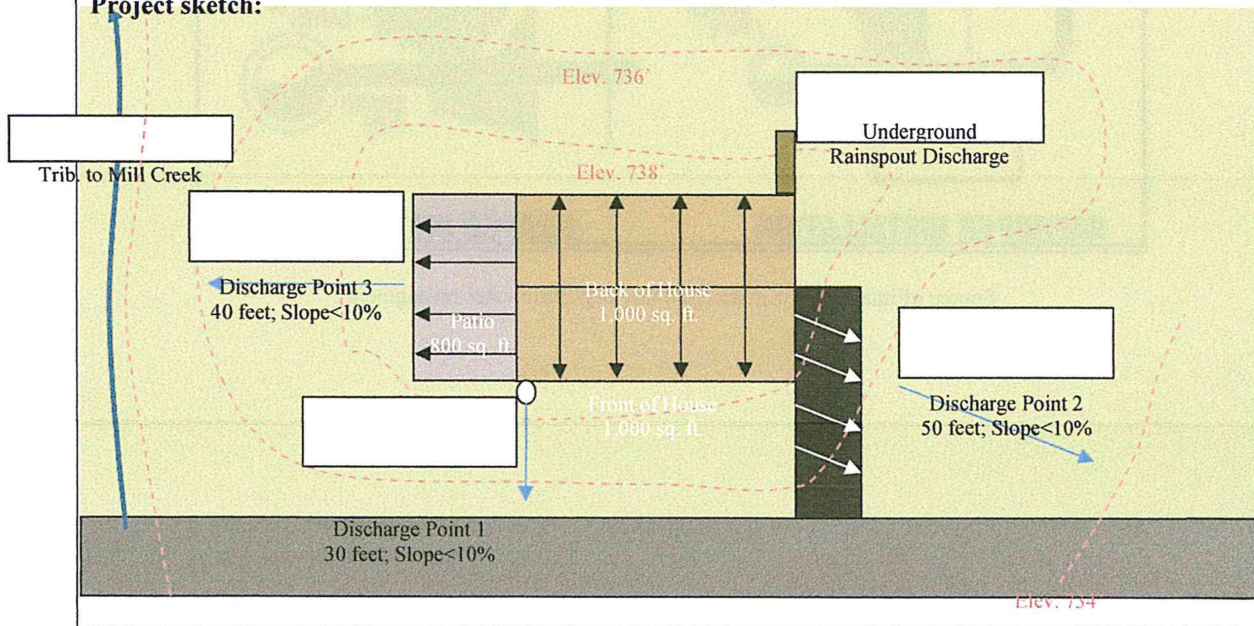 Project sketch:
Elev. 736'
Underground
Rainspout Discharge
Elev. 738'
Trib. to Mill Creek
Discharge Point 3
40 feet; Slope<10%
Back of House
1,000 sq. ft.
Patio
800 sq. ft.
Front of House
1,000 sq. ft.
Discharge Point 2
50 feet; Slope<10%
Discharge Point 1
30 feet; Slope<10%
Elev. 734'